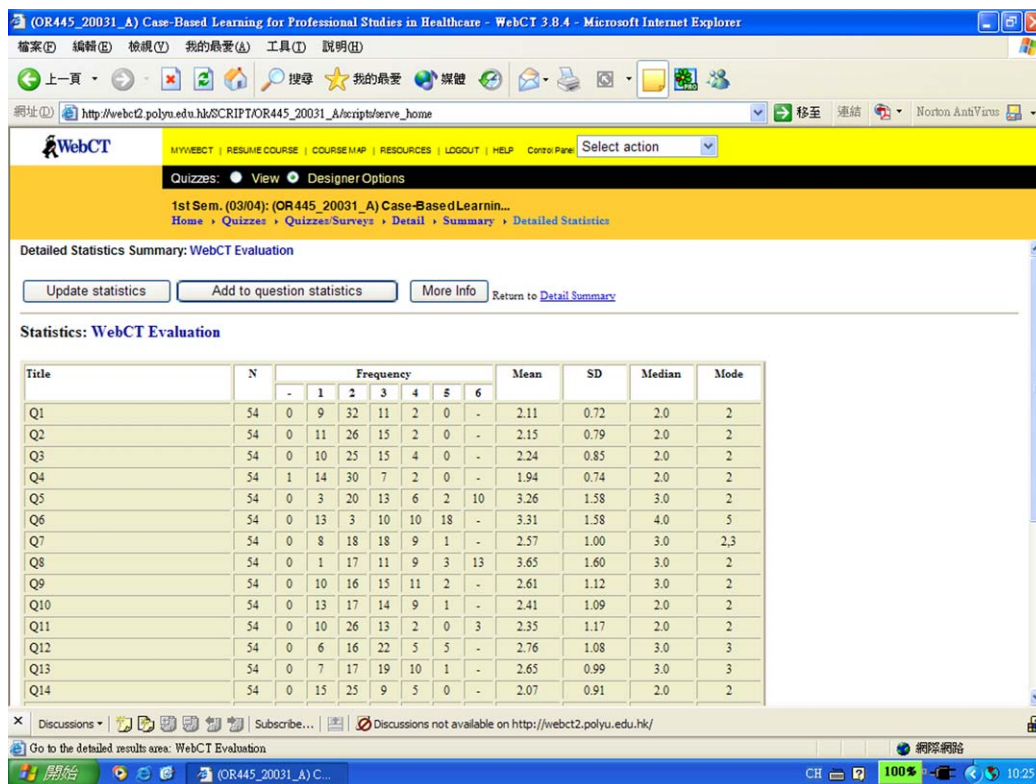 (OR445_20031_A) Case-Based Learning for Professional Studies in Healthcare - WebCT 3.8.4 - Microsoft Internet Explorer
檔案(F) 編輯(E) 檢視(V) 我的最愛(A) 工具(T) 說明(H)
上一頁 搜尋 我的最愛 媒體
網址(D) http://webct2.polyu.edu.hk/SCRIPT/OR445_20031_A/scripts/serve_home 移至 連結 Norton AntiVirus
WebCT MYWEBCT | RESUME COURSE | COURSE MAP | RESOURCES | LOGOUT | HELP Control Panel Select action
Quizzes: View Designer Options
1st Sem. (03/04): (OR445_20031_A) Case-Based Learnin...
Home › Quizzes › Quizzes/Surveys › Detail › Summary › Detailed Statistics
Detailed Statistics Summary: WebCT Evaluation
Update statistics Add to question statistics More Info Return to Detail Summary
Statistics: WebCT Evaluation
Title N Frequency Mean SD Median Mode
- 1 2 3 4 5 6
Q1 54 0 9 32 11 2 0 - 2.11 0.72 2.0 2
Q2 54 0 11 26 15 2 0 - 2.15 0.79 2.0 2
Q3 54 0 10 25 15 4 0 - 2.24 0.85 2.0 2
Q4 54 1 14 30 7 2 0 - 1.94 0.74 2.0 2
Q5 54 0 3 20 13 6 2 10 3.26 1.58 3.0 2
Q6 54 0 13 3 10 10 18 - 3.31 1.58 4.0 5
Q7 54 0 8 18 18 9 1 - 2.57 1.00 3.0 2,3
Q8 54 0 1 17 11 9 3 13 3.65 1.60 3.0 2
Q9 54 0 10 16 15 11 2 - 2.61 1.12 3.0 2
Q10 54 0 13 17 14 9 1 - 2.41 1.09 2.0 2
Q11 54 0 10 26 13 2 0 3 2.35 1.17 2.0 2
Q12 54 0 6 16 22 5 5 - 2.76 1.08 3.0 3
Q13 54 0 7 17 19 10 1 - 2.65 0.99 3.0 3
Q14 54 0 15 25 9 5 0 - 2.07 0.91 2.0 2
Discussions Subscribe... Discussions not available on http://webct2.polyu.edu.hk/
Go to the detailed results area: WebCT Evaluation 網際網路
開始 (OR445_20031_A) C... CH 100% 10:29